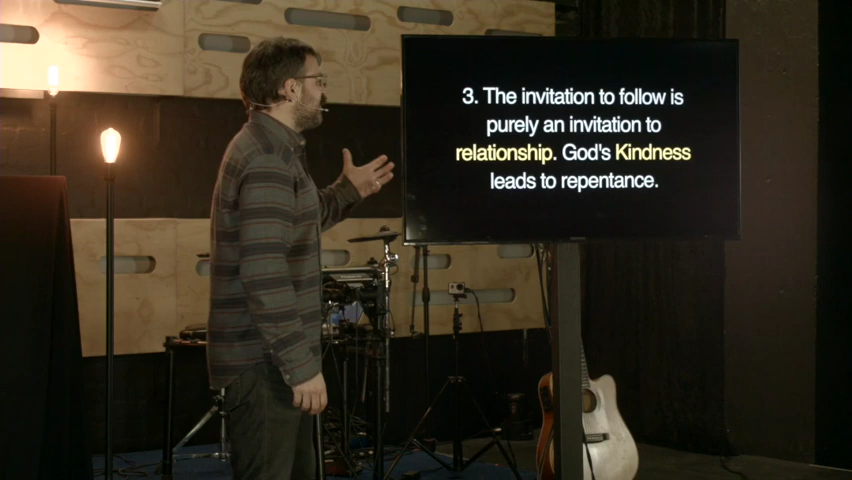 3. The invitation to follow is
purely an invitation to
relationship. God's Kindness
leads to repentance.